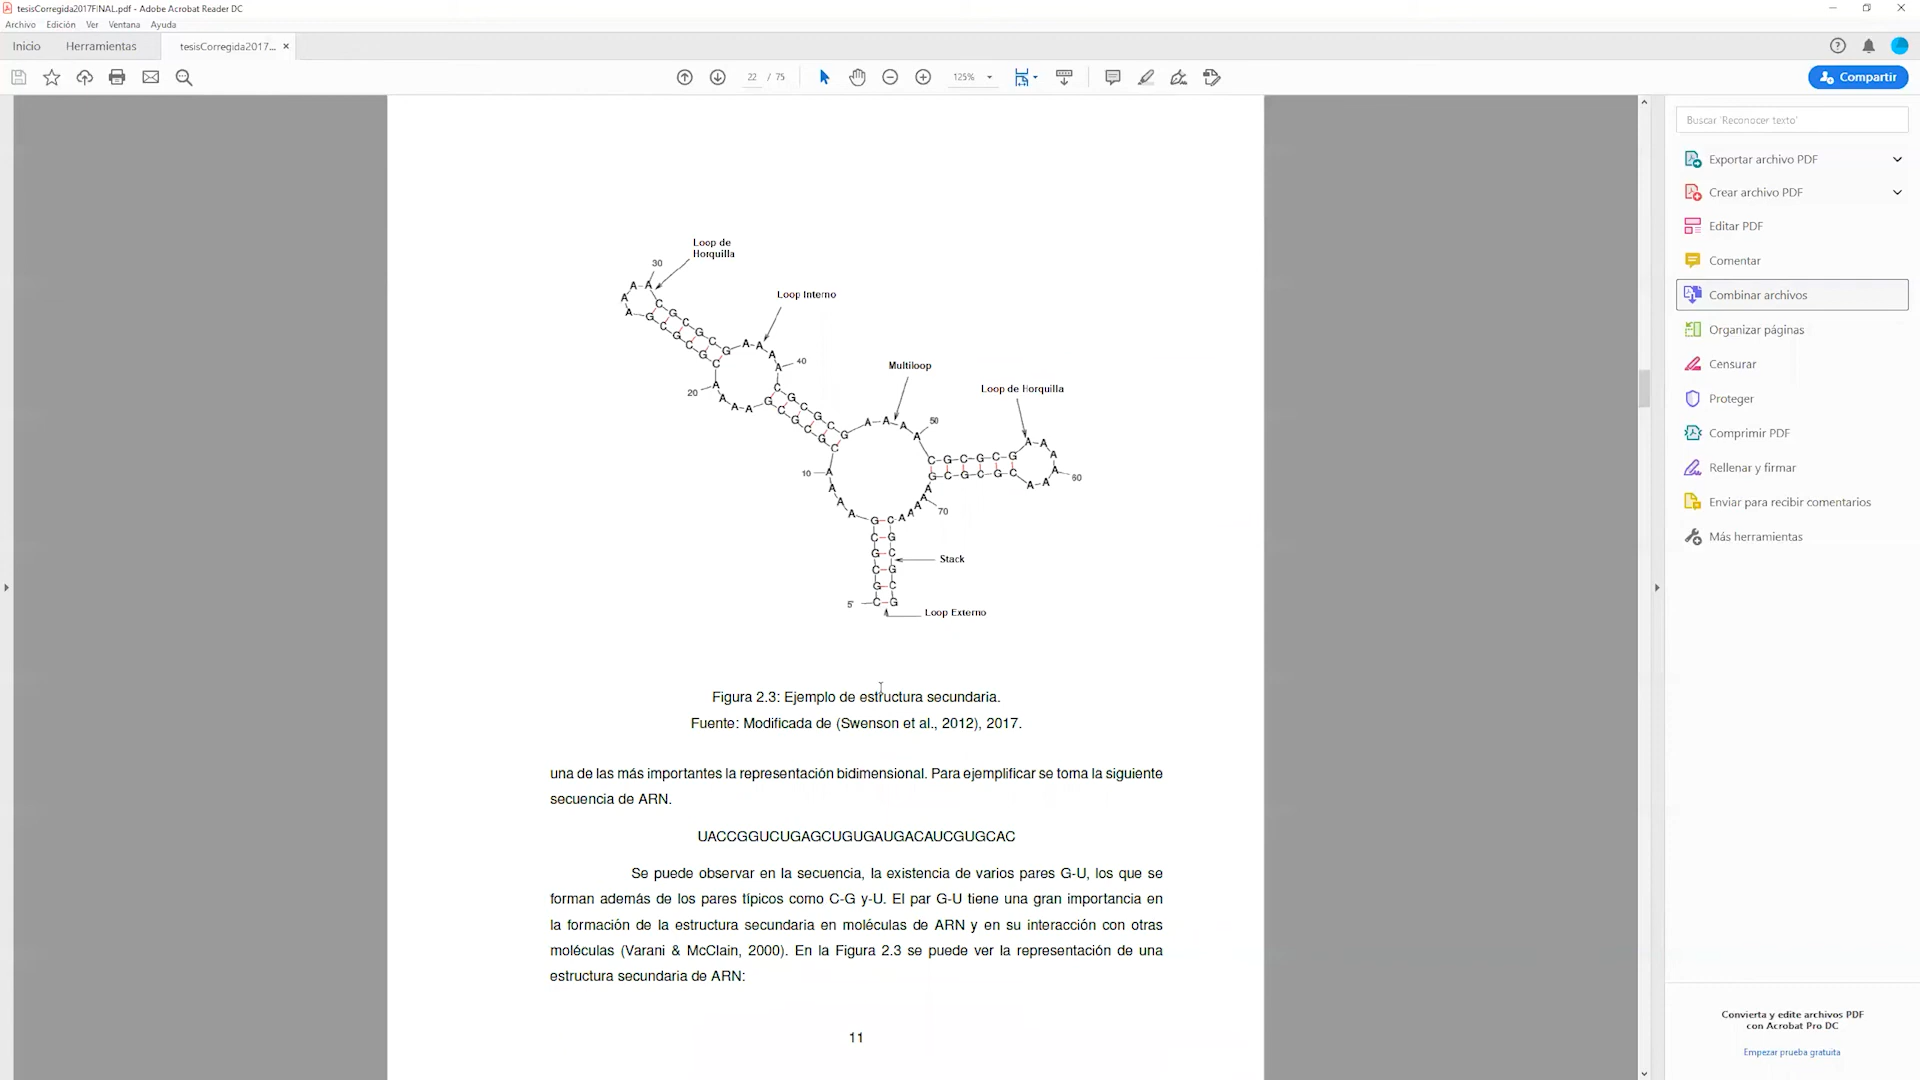 tesisCorregida2017FINAL.pdf - Adobe Acrobat Reader DC
Archivo Edición Ver Ventana Ayuda
Inicio Herramientas tesisCorregida2017... ×
22 / 75 125%
Compartir
Buscar 'Reconocer texto'
Exportar archivo PDF
Crear archivo PDF
Editar PDF
Comentar
Combinar archivos
Organizar páginas
Censurar
Proteger
Comprimir PDF
Rellenar y firmar
Enviar para recibir comentarios
Más herramientas
Convierta y edite archivos PDF
con Acrobat Pro DC
Empezar prueba gratuita
Loop de
Horquilla
30
Loop Interno
40
20
Multiloop
Loop de Horquilla
50
10
60
70
Stack
5'
Loop Externo
Figura 2.3: Ejemplo de estructura secundaria.
Fuente: Modificada de (Swenson et al., 2012), 2017.
una de las más importantes la representación bidimensional. Para ejemplificar se toma la siguiente
secuencia de ARN.
UACCGGUCUGAGCUGUGAUGACAUCGUGCAC
Se puede observar en la secuencia, la existencia de varios pares G-U, los que se
forman además de los pares típicos como C-G y-U. El par G-U tiene una gran importancia en
la formación de la estructura secundaria en moléculas de ARN y en su interacción con otras
moléculas (Varani & McClain, 2000). En la Figura 2.3 se puede ver la representación de una
estructura secundaria de ARN:
11